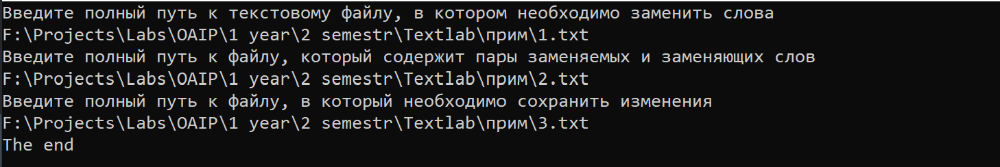 Введите полный путь к текстовому файлу, в котором необходимо заменить слова
F:\Projects\Labs\OAIP\1 year\2 semestr\Textlab\прим\1.txt
Введите полный путь к файлу, который содержит пары заменяемых и заменяющих слов
F:\Projects\Labs\OAIP\1 year\2 semestr\Textlab\прим\2.txt
Введите полный путь к файлу, в который необходимо сохранить изменения
F:\Projects\Labs\OAIP\1 year\2 semestr\Textlab\прим\3.txt
The end